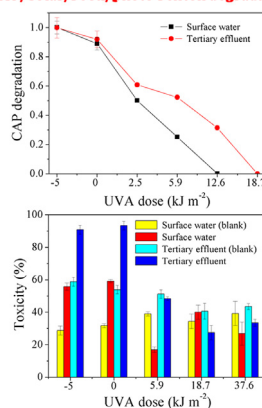 Surface water
Tertiary effluent
CAP degradation
1.0
0.8
0.6
0.4
0.2
0.0
-5 0 2.5 5.9 12.6 18.7
UVA dose (kJ m⁻²)
Surface water (blank)
Surface water
Tertiary effluent (blank)
Tertiary effluent
Toxicity (%)
100
80
60
40
20
0
-5 0 5.9 18.7 37.6
UVA dose (kJ m⁻²)